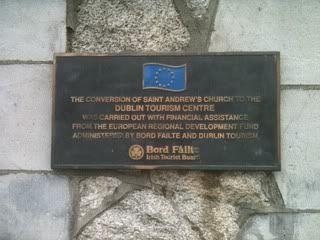 THE CONVERSION OF SAINT ANDREW'S CHURCH TO THE
DUBLIN TOURISM CENTRE
WAS CARRIED OUT WITH FINANCIAL ASSISTANCE
FROM THE EUROPEAN REGIONAL DEVELOPMENT FUND
ADMINISTERED BY BORD FAILTE AND DUBLIN TOURISM
Bord Fáilte
Irish Tourist Board